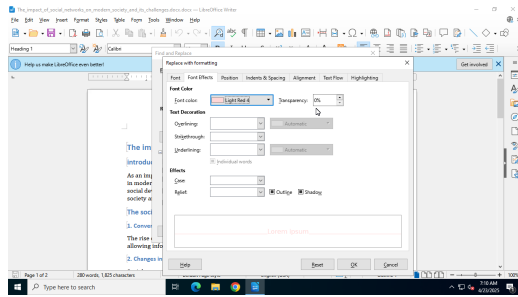 The_impact_of_social_networks_on_modern_society_and_its_challenges.docx.docx — LibreOffice Writer
File Edit View Insert Format Styles Table Form Tools Window Help
Heading 1
Calibri
Help us make LibreOffice even better!
Get involved
Find and Replace
Replace with formatting
Font Font Effects Position Indents & Spacing Alignment Text Flow Highlighting
Font Color
Font color: Light Red 4 Transparency: 0%
Text Decoration
Overlining: Automatic
Strikethrough:
Underlining: Automatic
Individual words
Effects
Case:
Relief: Outline Shadow
Help Reset OK Cancel
The im
introduc
As an imp
in modern
social det
society a
The soci
1. Conver
The rise
allowing info
2. Changes in
Page 1 of 2 280 words, 1,825 characters
100%
Type here to search
7:10 AM
6/23/2025